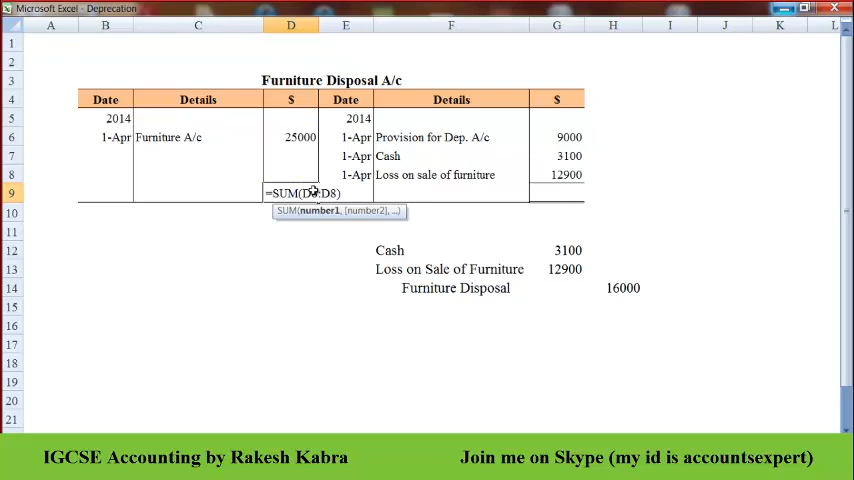 Microsoft Excel - Deprecation
A B C D E F G H I J K L
1
2
3 Furniture Disposal A/c
4 Date Details $ Date Details $
5 2014 2014
6 1-Apr Furniture A/c 25000 1-Apr Provision for Dep. A/c 9000
7 1-Apr Cash 3100
8 1-Apr Loss on sale of furniture 12900
9 =SUM( :D8)
10 SUM(number1, [number2], ...)
11
12 Cash 3100
13 Loss on Sale of Furniture 12900
14 Furniture Disposal 16000
15
16
17
18
19
20
21
IGCSE Accounting by Rakesh Kabra Join me on Skype (my id is accountsexpert)